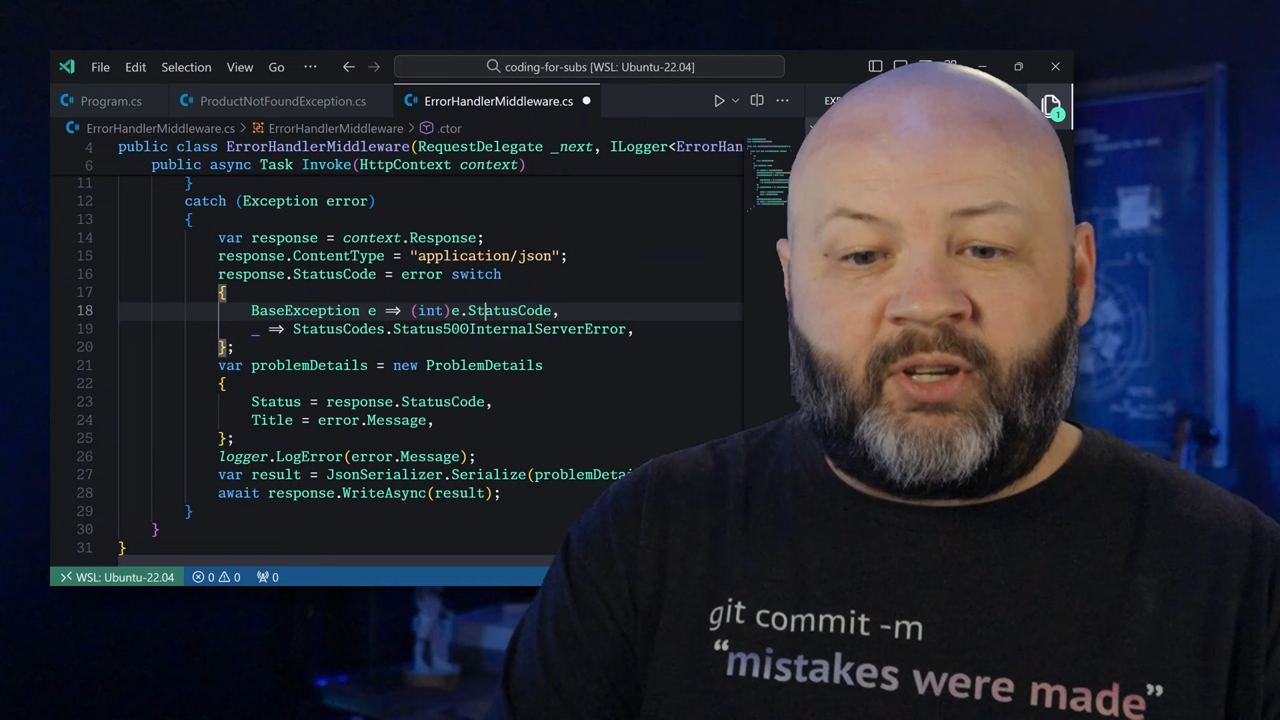 File Edit Selection View Go ··· coding-for-subs [WSL: Ubuntu-22.04]
Program.cs ProductNotFoundException.cs ErrorHandlerMiddleware.cs
ErrorHandlerMiddleware.cs > ErrorHandlerMiddleware > .ctor
4 public class ErrorHandlerMiddleware(RequestDelegate _next, ILogger<ErrorHan
6 public async Task Invoke(HttpContext context)
11 }
12 catch (Exception error)
13 {
14 var response = context.Response;
15 response.ContentType = "application/json";
16 response.StatusCode = error switch
17 {
18 BaseException e => (int)e.StatusCode,
19 _ => StatusCodes.Status500InternalServerError,
20 };
21 var problemDetails = new ProblemDetails
22 {
23 Status = response.StatusCode,
24 Title = error.Message,
25 };
26 logger.LogError(error.Message);
27 var result = JsonSerializer.Serialize(problemDetai
28 await response.WriteAsync(result);
29 }
30 }
31 }
WSL: Ubuntu-22.04 0 0 0
1
git commit -m
“mistakes were made”